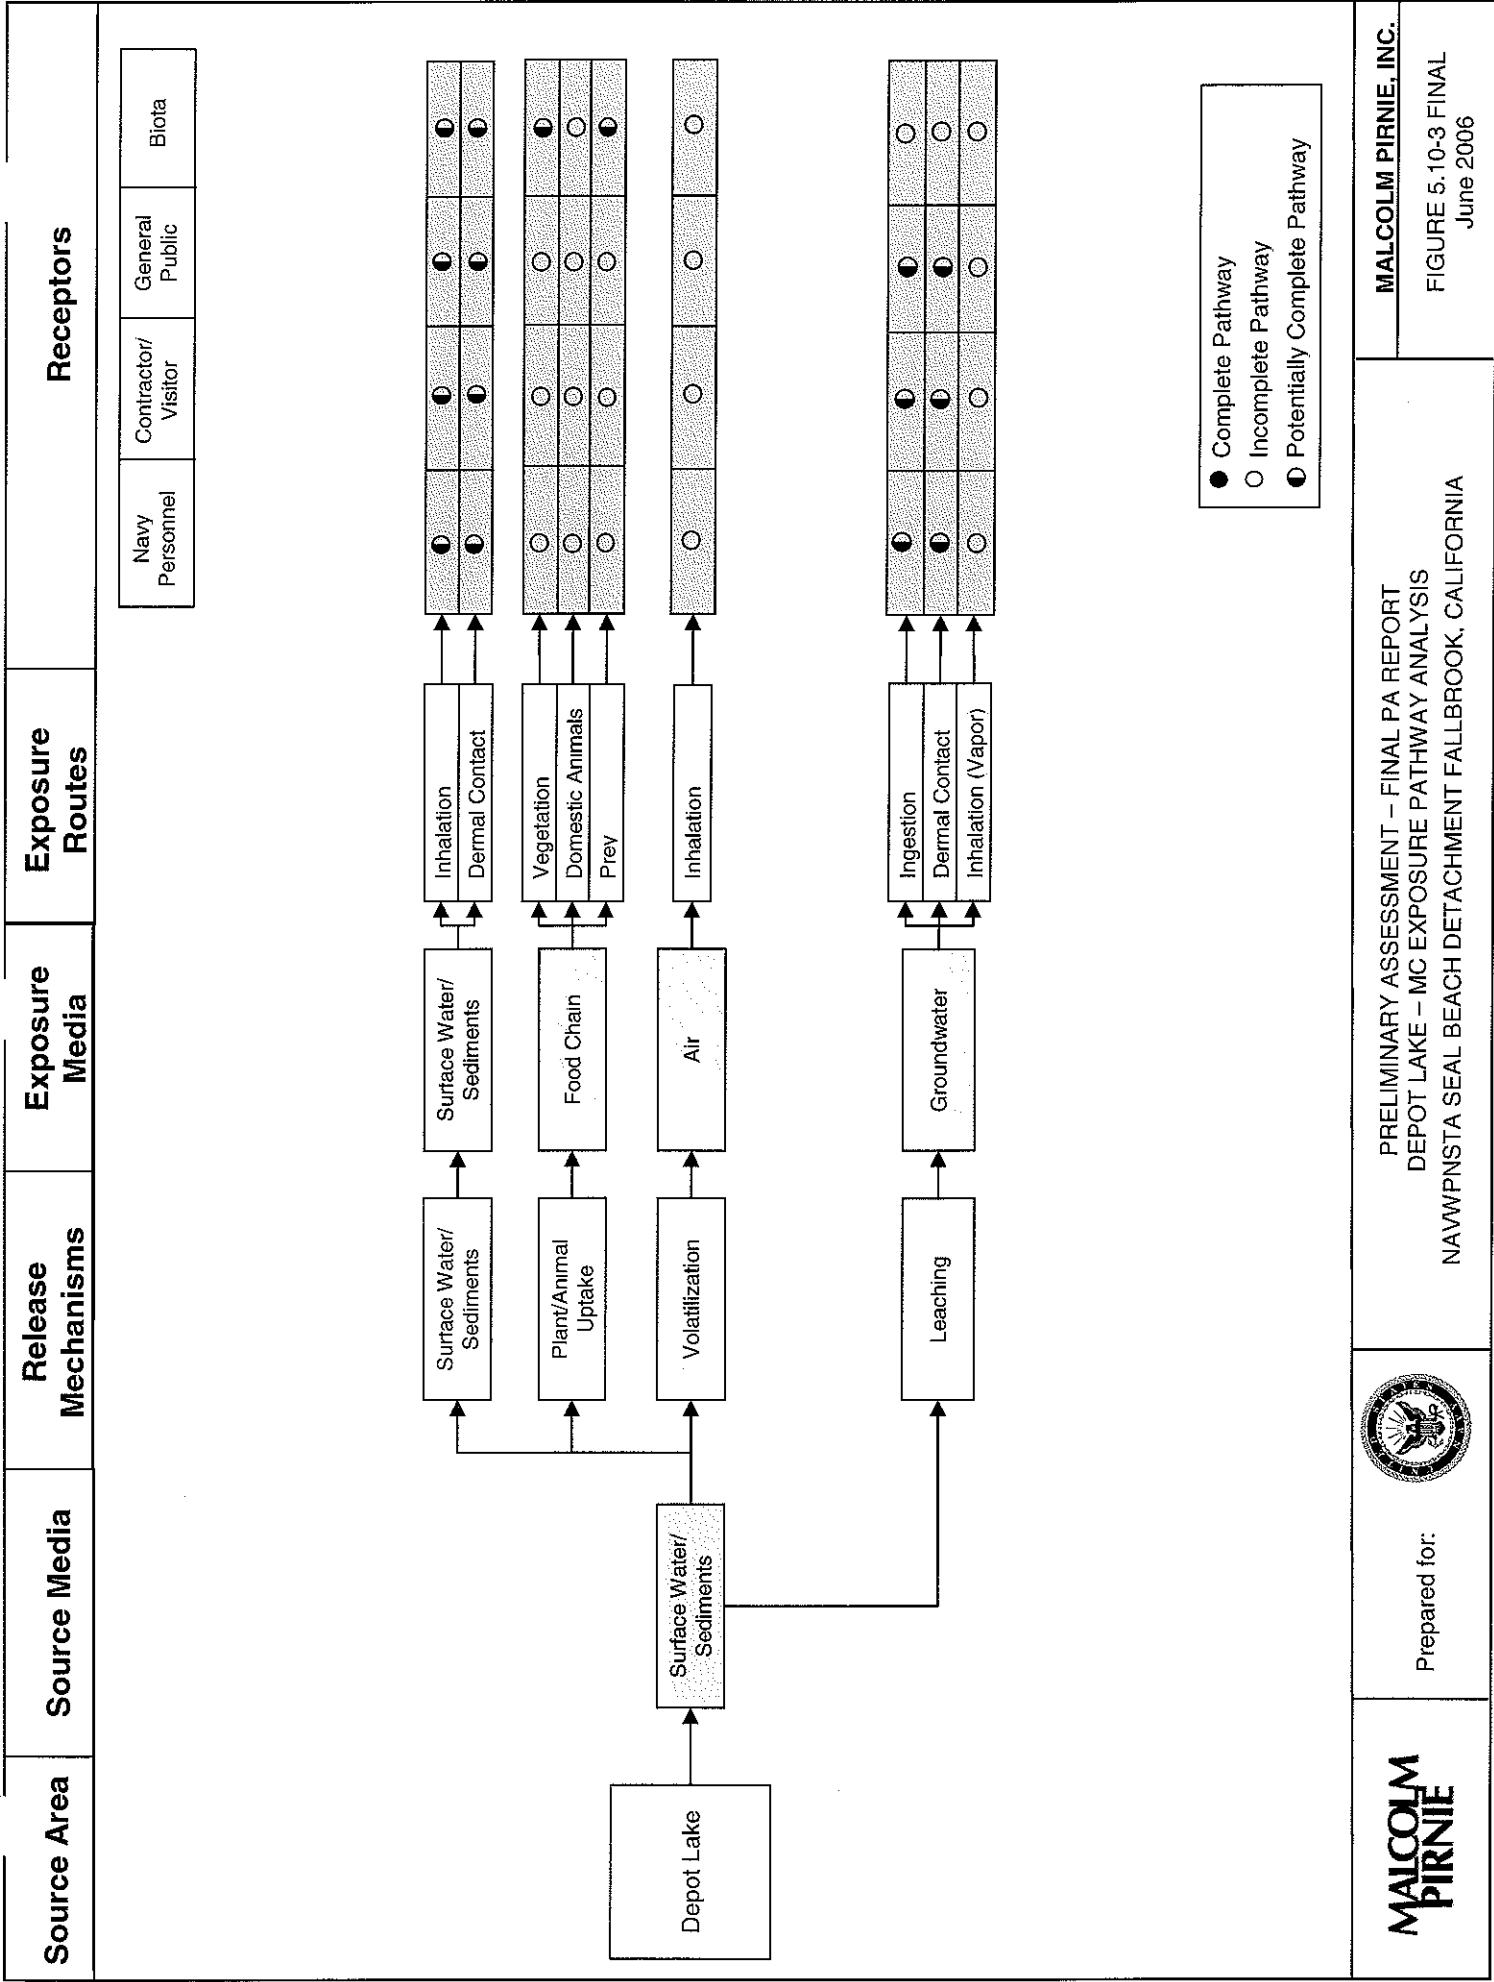 Source Area
Source Media
Release
Mechanisms
Exposure
Media
Exposure
Routes
Receptors
Navy
Personnel
Contractor/
Visitor
General
Public
Biota
Depot Lake
Surface Water/
Sediments
Surface Water/
Sediments
Surface Water/
Sediments
Inhalation
Dermal Contact
Plant/Animal
Uptake
Food Chain
Vegetation
Domestic Animals
Prey
Volatilization
Air
Inhalation
Leaching
Groundwater
Ingestion
Dermal Contact
Inhalation (Vapor)
Complete Pathway
Incomplete Pathway
Potentially Complete Pathway
MALCOLM
PIRNIE
Prepared for:
PRELIMINARY ASSESSMENT – FINAL PA REPORT
DEPOT LAKE – MC EXPOSURE PATHWAY ANALYSIS
NAVWPNSTA SEAL BEACH DETACHMENT FALLBROOK, CALIFORNIA
MALCOLM PIRNIE, INC.
FIGURE 5.10-3 FINAL
June 2006